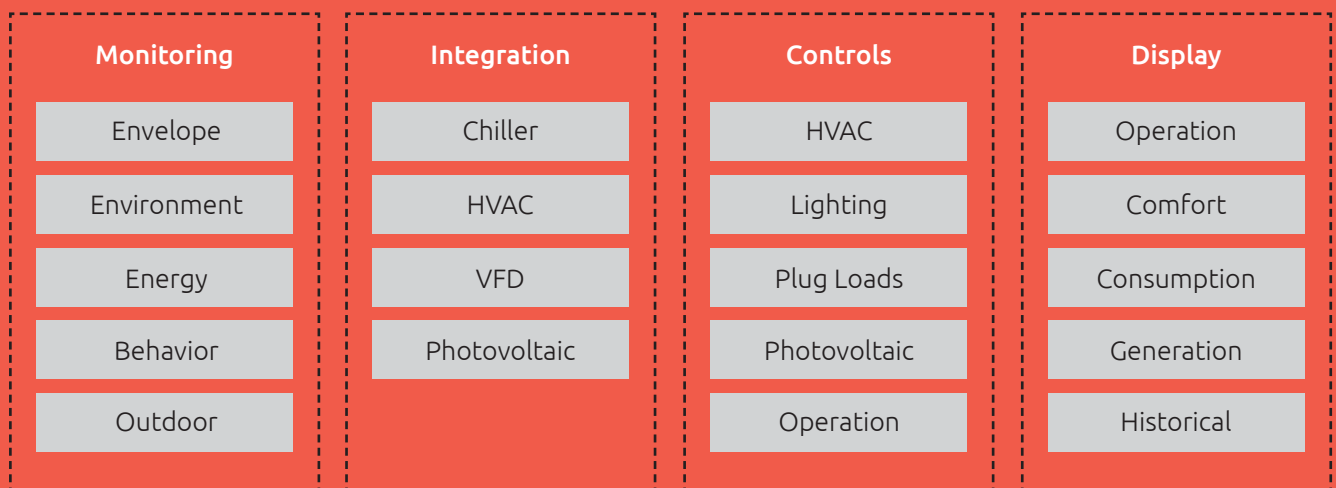 Monitoring
Envelope
Environment
Energy
Behavior
Outdoor
Integration
Chiller
HVAC
VFD
Photovoltaic
Controls
HVAC
Lighting
Plug Loads
Photovoltaic
Operation
Display
Operation
Comfort
Consumption
Generation
Historical